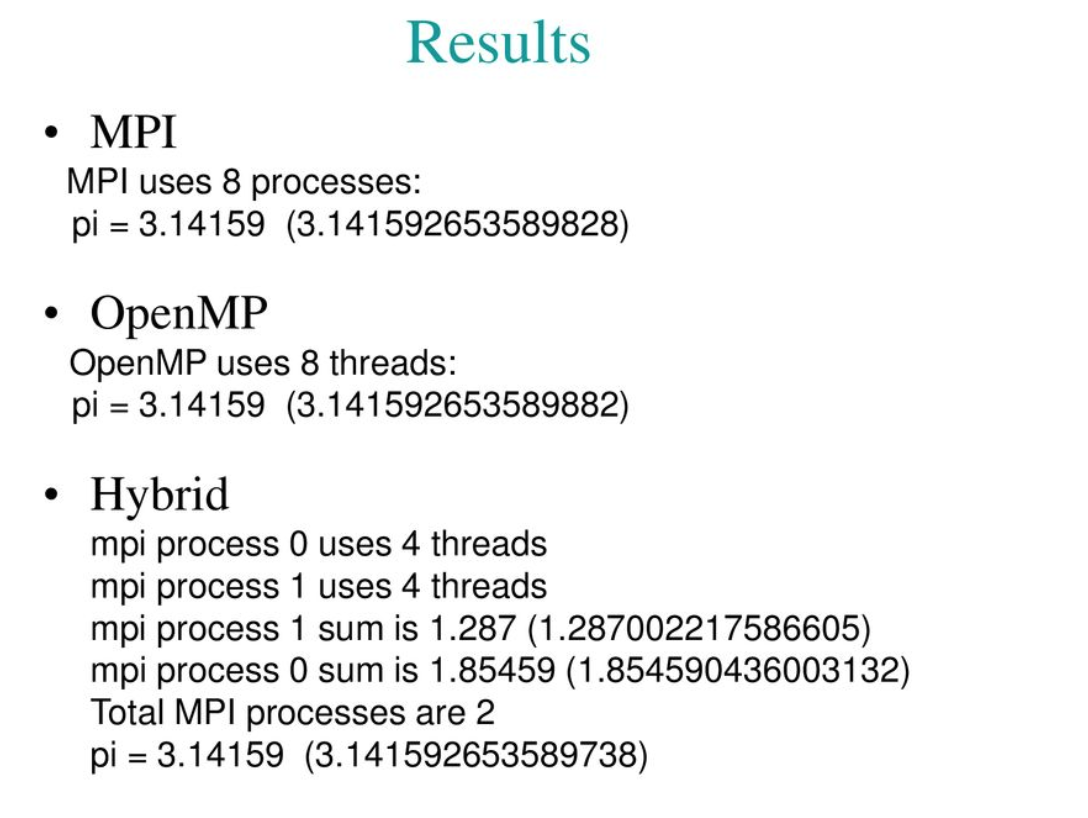 Results
• MPI
MPI uses 8 processes:
pi = 3.14159 (3.141592653589828)
• OpenMP
OpenMP uses 8 threads:
pi = 3.14159 (3.141592653589882)
• Hybrid
mpi process 0 uses 4 threads
mpi process 1 uses 4 threads
mpi process 1 sum is 1.287 (1.287002217586605)
mpi process 0 sum is 1.85459 (1.854590436003132)
Total MPI processes are 2
pi = 3.14159 (3.141592653589738)